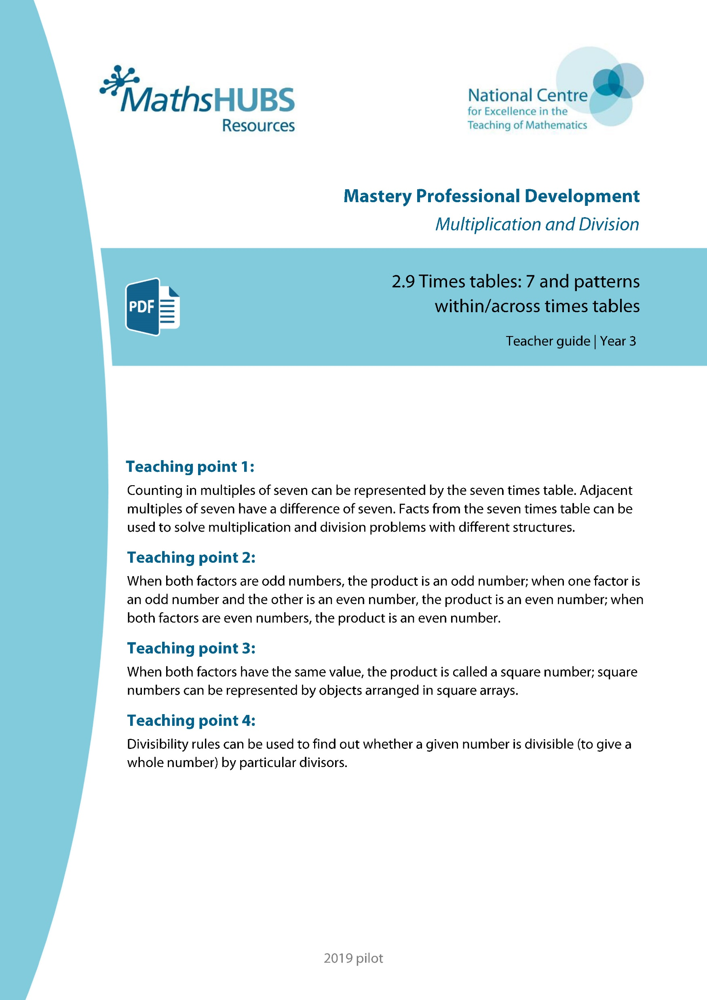 MathsHUBS
Resources
National Centre
for Excellence in the
Teaching of Mathematics
Mastery Professional Development
Multiplication and Division
PDF
2.9 Times tables: 7 and patterns
within/across times tables
Teacher guide | Year 3
Teaching point 1:
Counting in multiples of seven can be represented by the seven times table. Adjacent
multiples of seven have a difference of seven. Facts from the seven times table can be
used to solve multiplication and division problems with different structures.
Teaching point 2:
When both factors are odd numbers, the product is an odd number; when one factor is
an odd number and the other is an even number, the product is an even number; when
both factors are even numbers, the product is an even number.
Teaching point 3:
When both factors have the same value, the product is called a square number; square
numbers can be represented by objects arranged in square arrays.
Teaching point 4:
Divisibility rules can be used to find out whether a given number is divisible (to give a
whole number) by particular divisors.
2019 pilot